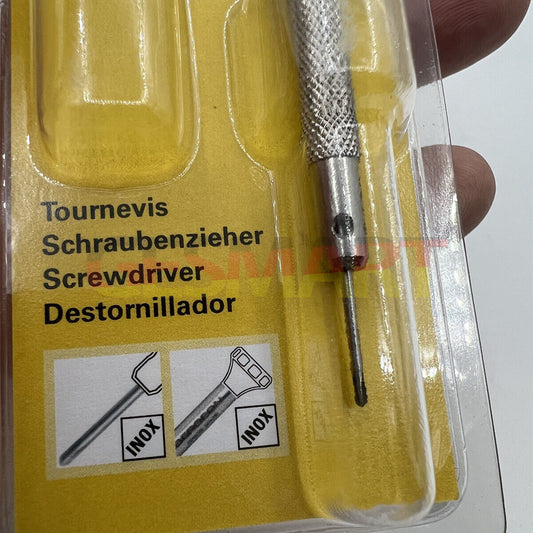 Tournevis
Schraubenzieher
Screwdriver
Destornillador
INOX
INOX